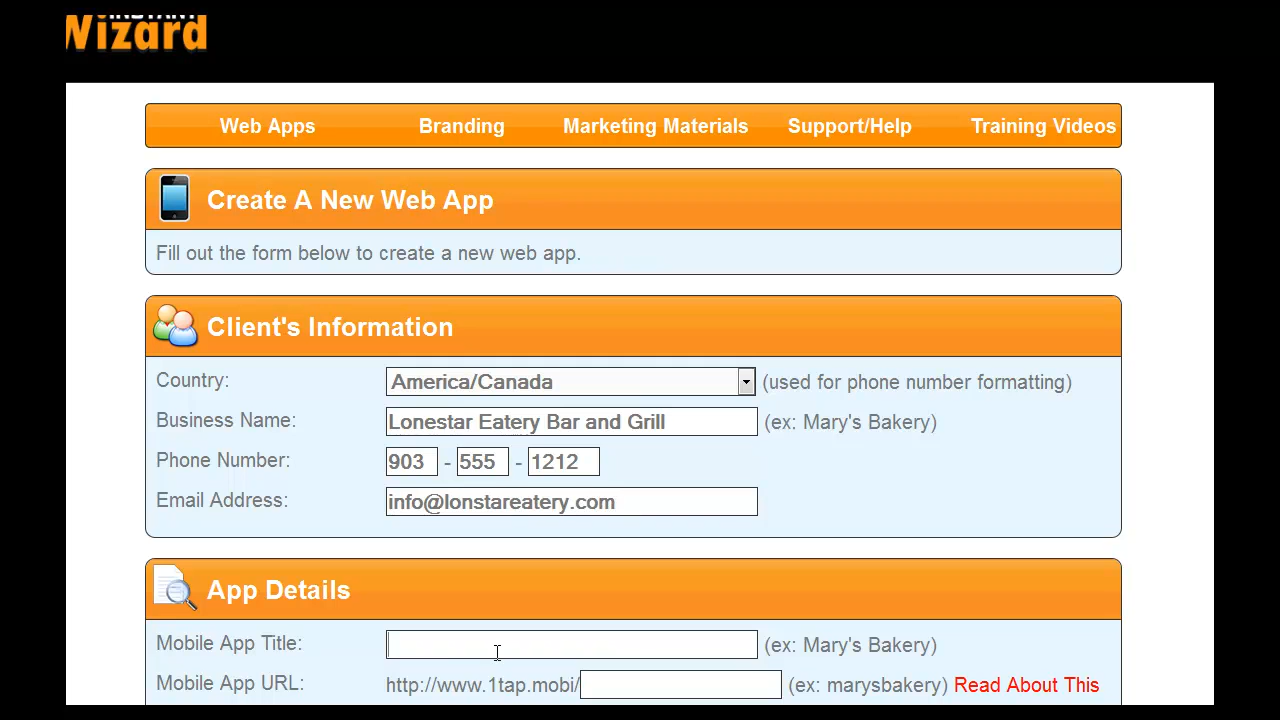 INSTANT
Wizard
Web Apps Branding Marketing Materials Support/Help Training Videos
Create A New Web App
Fill out the form below to create a new web app.
Client's Information
Country: America/Canada (used for phone number formatting)
Business Name: Lonestar Eatery Bar and Grill (ex: Mary's Bakery)
Phone Number: 903 - 555 - 1212
Email Address: info@lonstareatery.com
App Details
Mobile App Title: (ex: Mary's Bakery)
Mobile App URL: http://www.1tap.mobi/ (ex: marysbakery) Read About This